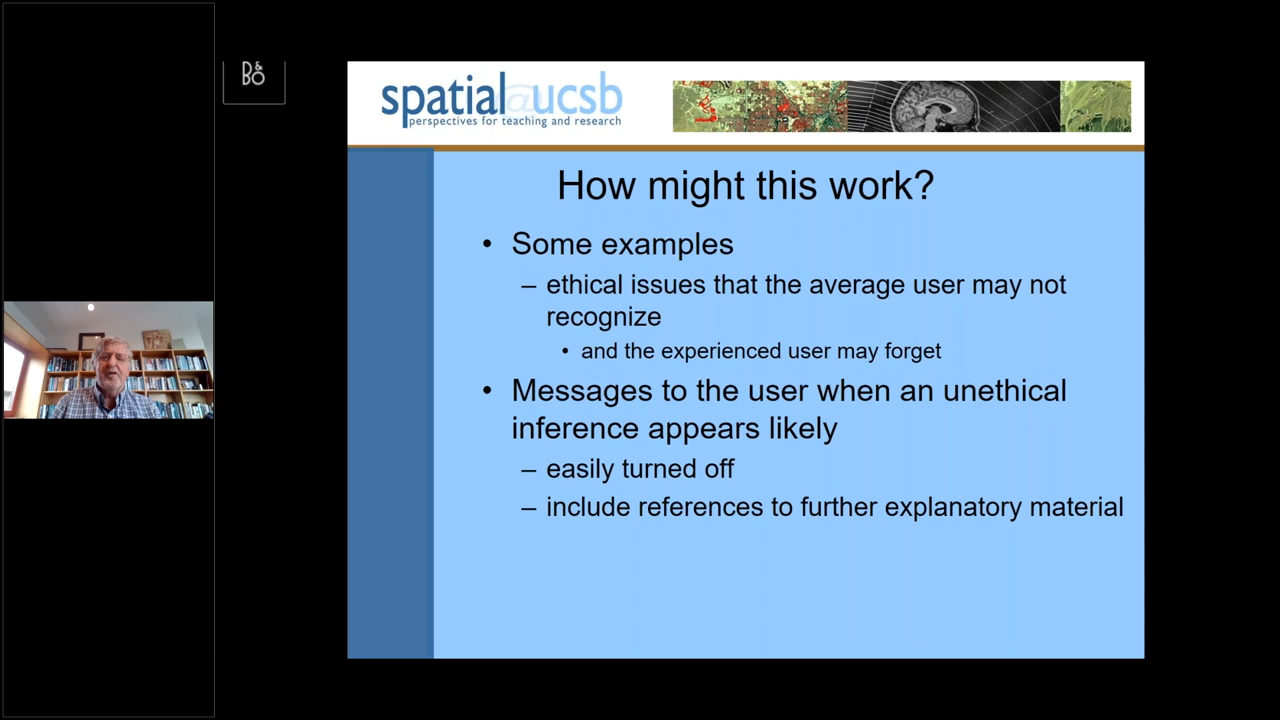 B&O
spatial@ucsb
perspectives for teaching and research
How might this work?
• Some examples
– ethical issues that the average user may not
recognize
• and the experienced user may forget
• Messages to the user when an unethical
inference appears likely
– easily turned off
– include references to further explanatory material